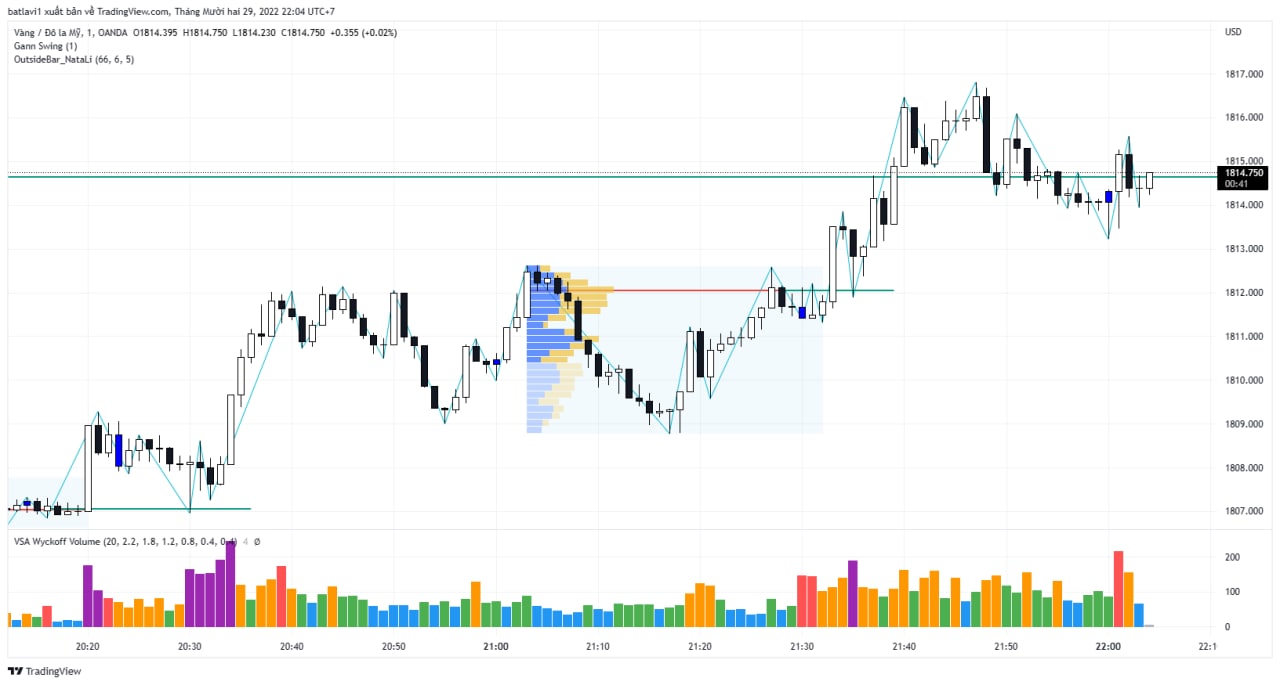 batlavi1 xuất bản về TradingView.com, Tháng Mười hai 29, 2022 22:04 UTC+7
Vàng / Đô la Mỹ, 1, OANDA O1814.395 H1814.750 L1814.230 C1814.750 +0.355 (+0.02%)
Gann Swing (1)
OutsideBar_NataLi (66, 6, 5)
USD
1817.000
1816.000
1815.000
1814.750
00:41
1814.000
1813.000
1812.000
1811.000
1810.000
1809.000
1808.000
1807.000
VSA Wyckoff Volume (20, 2.2, 1.8, 1.2, 0.8, 0.4, 0.4) 4 Ø
200
100
0
20:20 20:30 20:40 20:50 21:00 21:10 21:20 21:30 21:40 21:50 22:00 22:1
TradingView